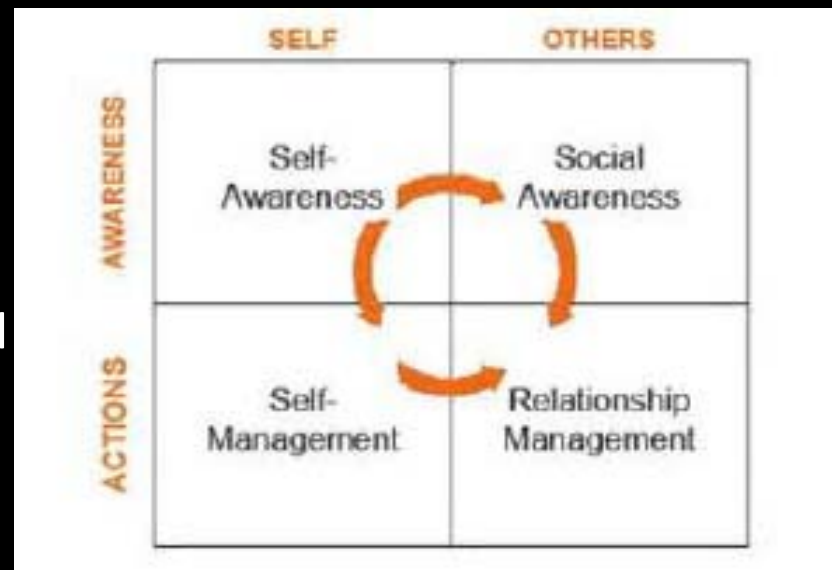 SELF
OTHERS
AWARENESS
Self-
Awareness
Social
Awareness
ACTIONS
Self-
Management
Relationship
Management